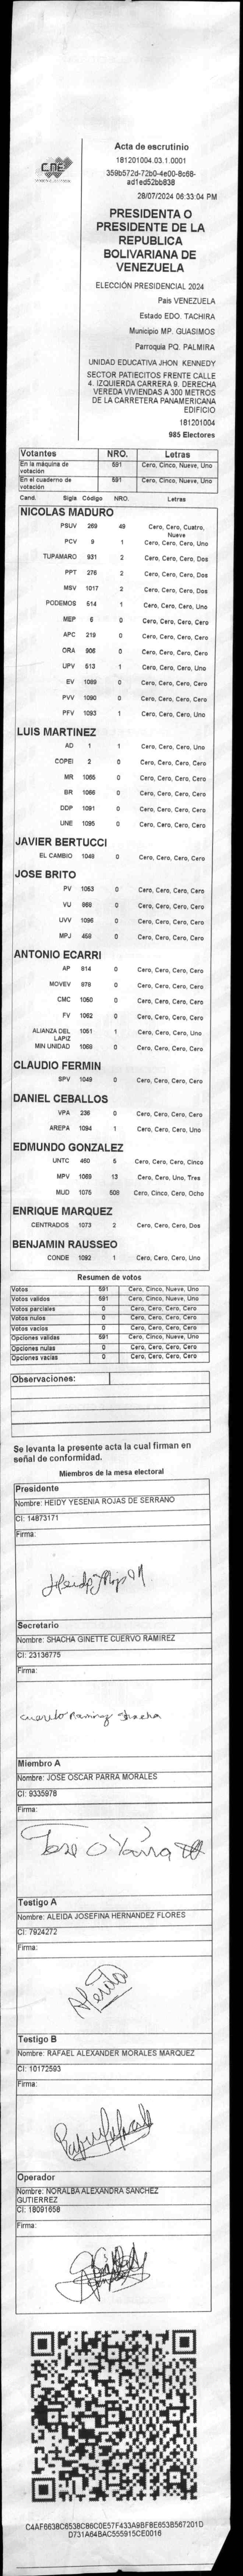 CNE
Acta de escrutinio
181201004.03.1.0001
359b572d-72b0-4e00-8c66-
ad1ed52bb838
28/07/2024 06:33:04 PM
PRESIDENTA O
PRESIDENTE DE LA
REPUBLICA
BOLIVARIANA DE
VENEZUELA
ELECCIÓN PRESIDENCIAL 2024
País VENEZUELA
Estado EDO. TACHIRA
Municipio MP. GUASIMOS
Parroquia PQ. PALMIRA
UNIDAD EDUCATIVA JHON KENNEDY
SECTOR PATIECITOS FRENTE CALLE
4. IZQUIERDA CARRERA 9. DERECHA
VEREDA VIVIENDAS A 300 METROS
DE LA CARRETERA PANAMERICANA
EDIFICIO
181201004
985 Electores
Votantes NRO. Letras
En la máquina de votación 591 Cero, Cinco, Nueve, Uno
En el cuaderno de votación 591 Cero, Cinco, Nueve, Uno
Cand. Sigla Código NRO. Letras
NICOLAS MADURO
PSUV 269 49 Cero, Cero, Cuatro, Nueve
PCV 9 1 Cero, Cero, Cero, Uno
TUPAMARO 931 2 Cero, Cero, Cero, Dos
PPT 276 2 Cero, Cero, Cero, Dos
MSV 1017 2 Cero, Cero, Cero, Dos
PODEMOS 514 1 Cero, Cero, Cero, Uno
MEP 6 0 Cero, Cero, Cero, Cero
APC 219 0 Cero, Cero, Cero, Cero
ORA 906 0 Cero, Cero, Cero, Cero
UPV 513 1 Cero, Cero, Cero, Uno
EV 1089 0 Cero, Cero, Cero, Cero
PVV 1090 0 Cero, Cero, Cero, Cero
PFV 1093 1 Cero, Cero, Cero, Uno
LUIS MARTINEZ
AD 1 1 Cero, Cero, Cero, Uno
COPEI 2 0 Cero, Cero, Cero, Cero
MR 1065 0 Cero, Cero, Cero, Cero
BR 1066 0 Cero, Cero, Cero, Cero
DDP 1091 0 Cero, Cero, Cero, Cero
UNE 1095 0 Cero, Cero, Cero, Cero
JAVIER BERTUCCI
EL CAMBIO 1048 0 Cero, Cero, Cero, Cero
JOSE BRITO
PV 1053 0 Cero, Cero, Cero, Cero
VU 868 0 Cero, Cero, Cero, Cero
UVV 1096 0 Cero, Cero, Cero, Cero
MPJ 458 0 Cero, Cero, Cero, Cero
ANTONIO ECARRI
AP 814 0 Cero, Cero, Cero, Cero
MOVEV 979 0 Cero, Cero, Cero, Cero
CMC 1050 0 Cero, Cero, Cero, Cero
FV 1062 0 Cero, Cero, Cero, Cero
ALIANZA DEL LAPIZ 1051 1 Cero, Cero, Cero, Uno
MIN UNIDAD 1068 0 Cero, Cero, Cero, Cero
CLAUDIO FERMIN
SPV 1049 0 Cero, Cero, Cero, Cero
DANIEL CEBALLOS
VPA 236 0 Cero, Cero, Cero, Cero
AREPA 1094 1 Cero, Cero, Cero, Uno
EDMUNDO GONZALEZ
UNTC 460 5 Cero, Cero, Cero, Cinco
MPV 1069 13 Cero, Cero, Uno, Tres
MUD 1075 508 Cero, Cinco, Cero, Ocho
ENRIQUE MARQUEZ
CENTRADOS 1073 2 Cero, Cero, Cero, Dos
BENJAMIN RAUSSEO
CONDE 1092 1 Cero, Cero, Cero, Uno
Resumen de votos
Votos 591 Cero, Cinco, Nueve, Uno
Votos validos 591 Cero, Cinco, Nueve, Uno
Votos parciales 0 Cero, Cero, Cero, Cero
Votos nulos 0 Cero, Cero, Cero, Cero
Votos vacios 0 Cero, Cero, Cero, Cero
Opciones validas 591 Cero, Cinco, Nueve, Uno
Opciones nulas 0 Cero, Cero, Cero, Cero
Opciones vacias 0 Cero, Cero, Cero, Cero
Observaciones:
Se levanta la presente acta la cual firman en
señal de conformidad.
Miembros de la mesa electoral
Presidente
Nombre: HEIDY YESENIA ROJAS DE SERRANO
CI: 14873171
Firma:
Secretario
Nombre: SHACHA GINETTE CUERVO RAMIREZ
CI: 23136775
Firma:
Cuervo Ramirez Shacha
Miembro A
Nombre: JOSE OSCAR PARRA MORALES
CI: 9335978
Firma:
Jose O Parra
Testigo A
Nombre: ALEIDA JOSEFINA HERNANDEZ FLORES
CI: 7924272
Firma:
Aleida
Testigo B
Nombre: RAFAEL ALEXANDER MORALES MARQUEZ
CI: 10172593
Firma:
Operador
Nombre: NORALBA ALEXANDRA SANCHEZ
GUTIERREZ
CI: 18091658
Firma:
C4AF6638C6538C86C0E57F433A9BF8E653B567201D
D731A64BAC555915CE0016